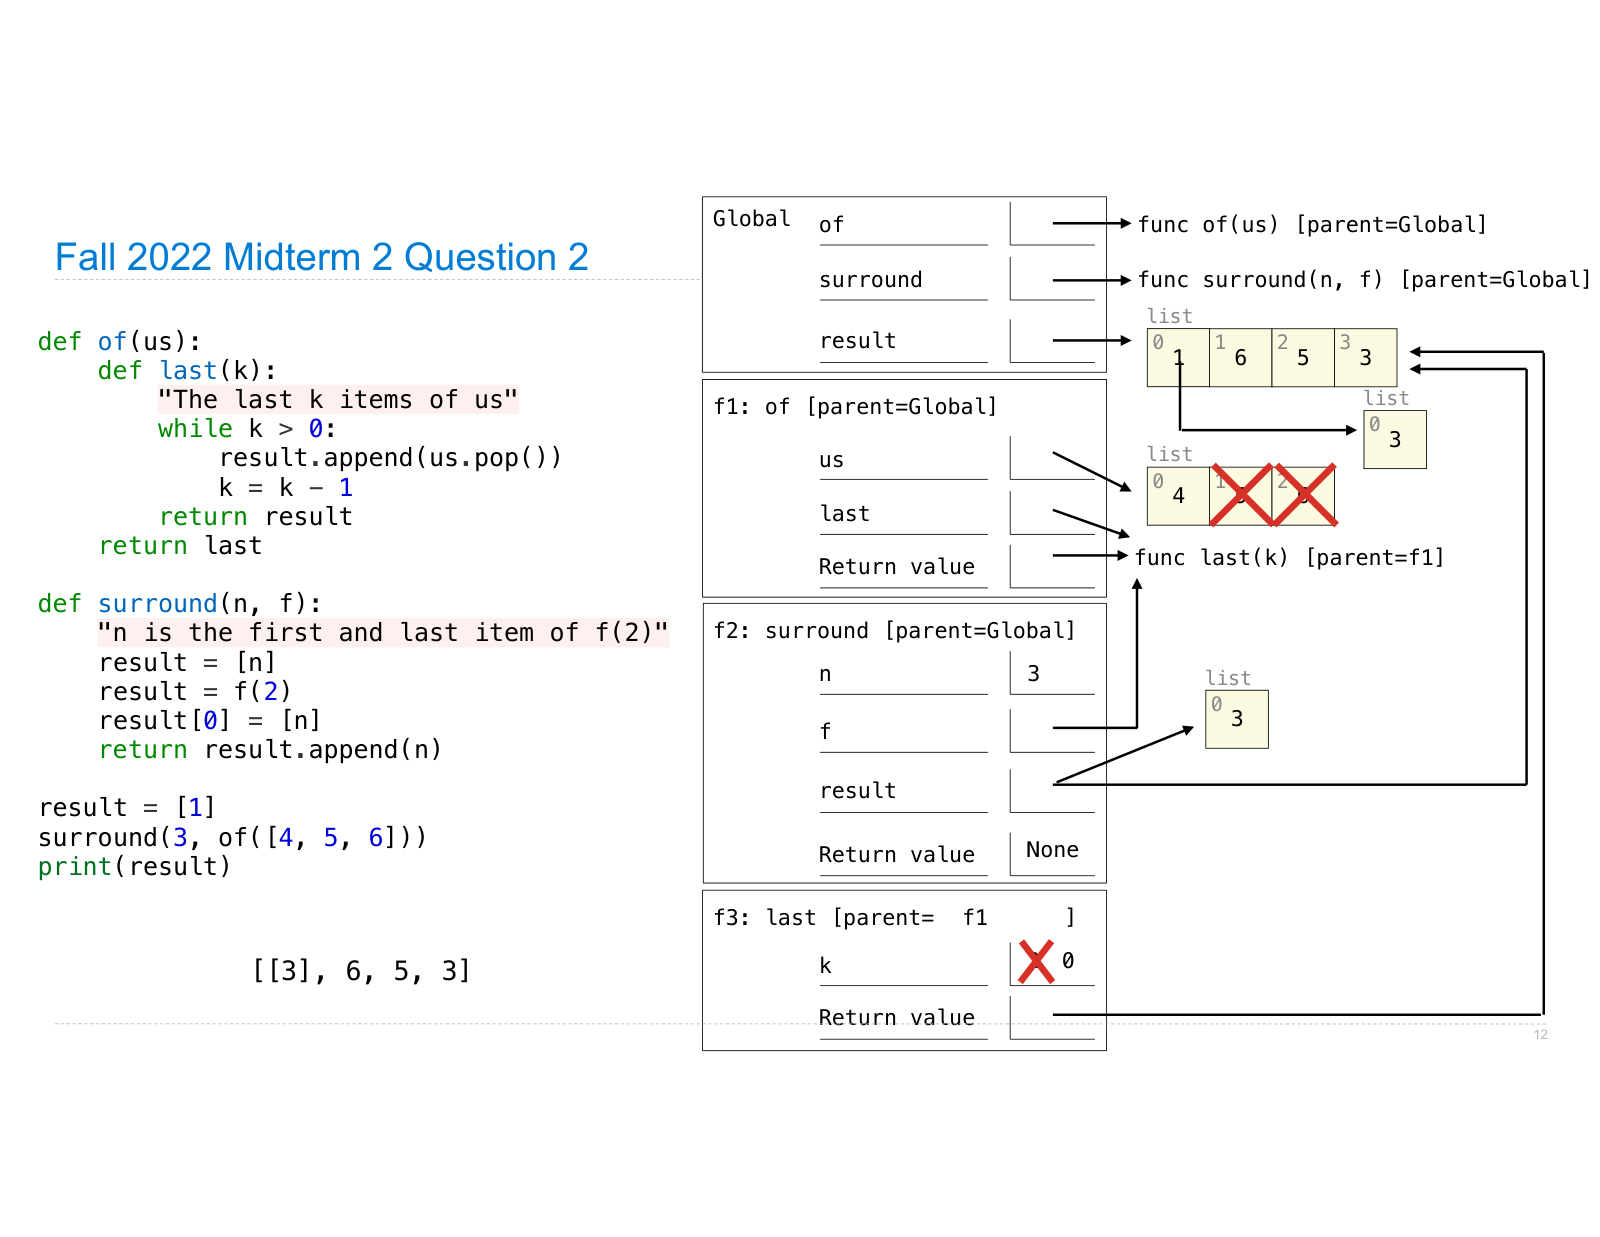 Fall 2022 Midterm 2 Question 2
def of(us):
    def last(k):
        "The last k items of us"
        while k > 0:
            result.append(us.pop())
            k = k - 1
        return result
    return last
def surround(n, f):
    "n is the first and last item of f(2)"
    result = [n]
    result = f(2)
    result[0] = [n]
    return result.append(n)
result = [1]
surround(3, of([4, 5, 6]))
print(result)
[[3], 6, 5, 3]
Global of
surround
result
func of(us) [parent=Global]
func surround(n, f) [parent=Global]
list
0 1 1 6 2 5 3 3
list
0 3
f1: of [parent=Global]
us
last
Return value
list
0 4 1 2
func last(k) [parent=f1]
f2: surround [parent=Global]
n 3
f
result
Return value None
list
0 3
f3: last [parent= f1 ]
k 0
Return value
12